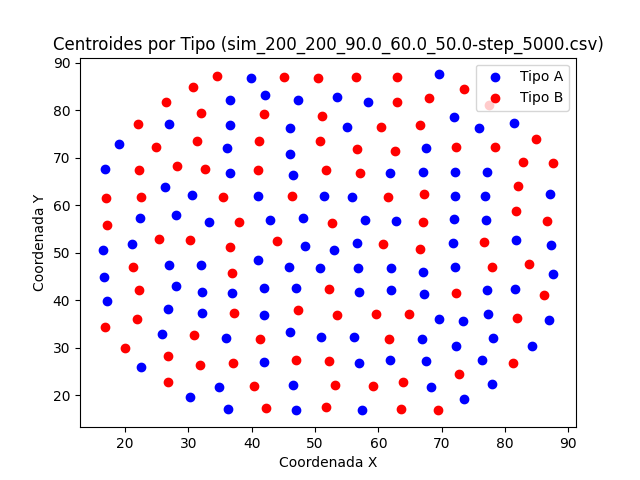 Centroides por Tipo (sim_200_200_90.0_60.0_50.0-step_5000.csv)
Tipo A
Tipo B
90
80
70
60
50
40
30
20
Coordenada Y
20 30 40 50 60 70 80 90
Coordenada X